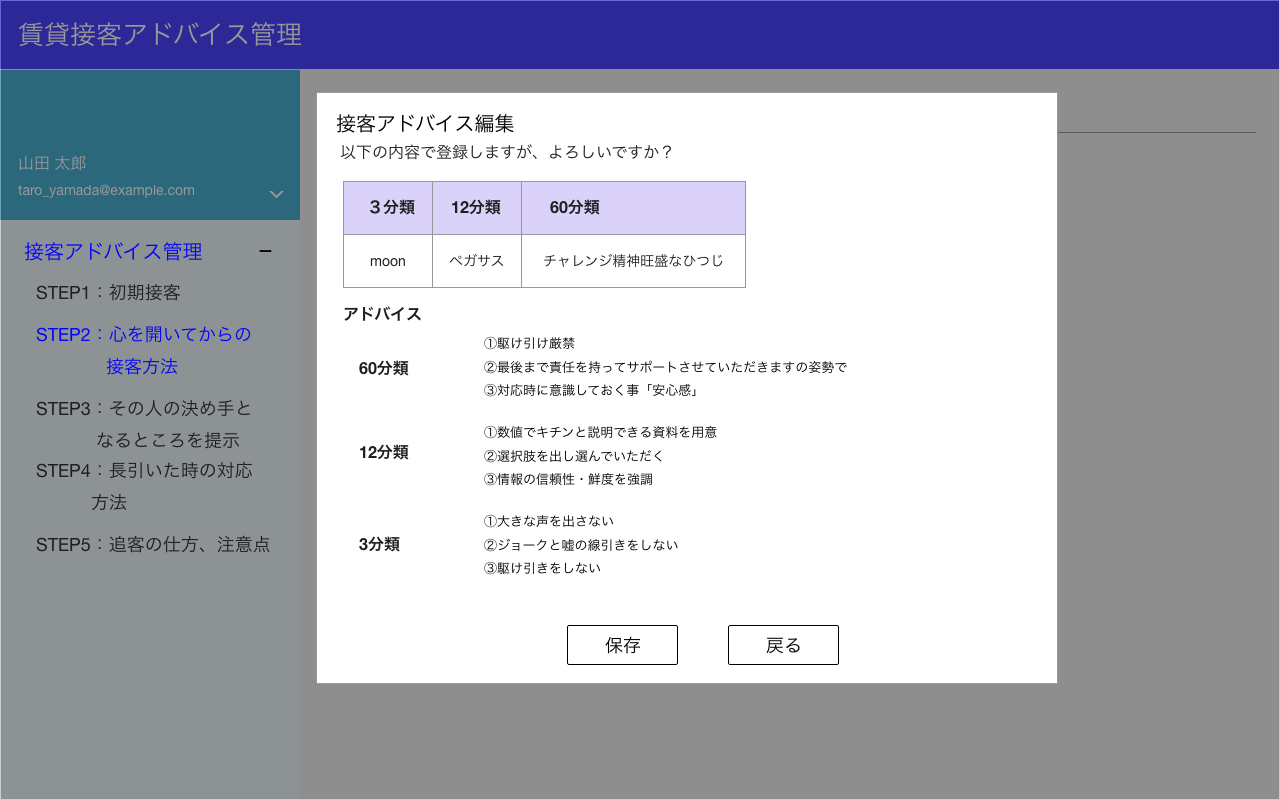 賃貸接客アドバイス管理
山田 太郎
taro_yamada@example.com
接客アドバイス管理
STEP1：初期接客
STEP2：心を開いてからの
接客方法
STEP3：その人の決め手と
なるところを提示
STEP4：長引いた時の対応
方法
STEP5：追客の仕方、注意点
接客アドバイス編集
以下の内容で登録しますが、よろしいですか？
３分類 12分類 60分類
moon ペガサス チャレンジ精神旺盛なひつじ
アドバイス
60分類
①駆け引け厳禁
②最後まで責任を持ってサポートさせていただきますの姿勢で
③対応時に意識しておく事「安心感」
12分類
①数値でキチンと説明できる資料を用意
②選択肢を出し選んでいただく
③情報の信頼性・鮮度を強調
3分類
①大きな声を出さない
②ジョークと嘘の線引きをしない
③駆け引きをしない
保存 戻る